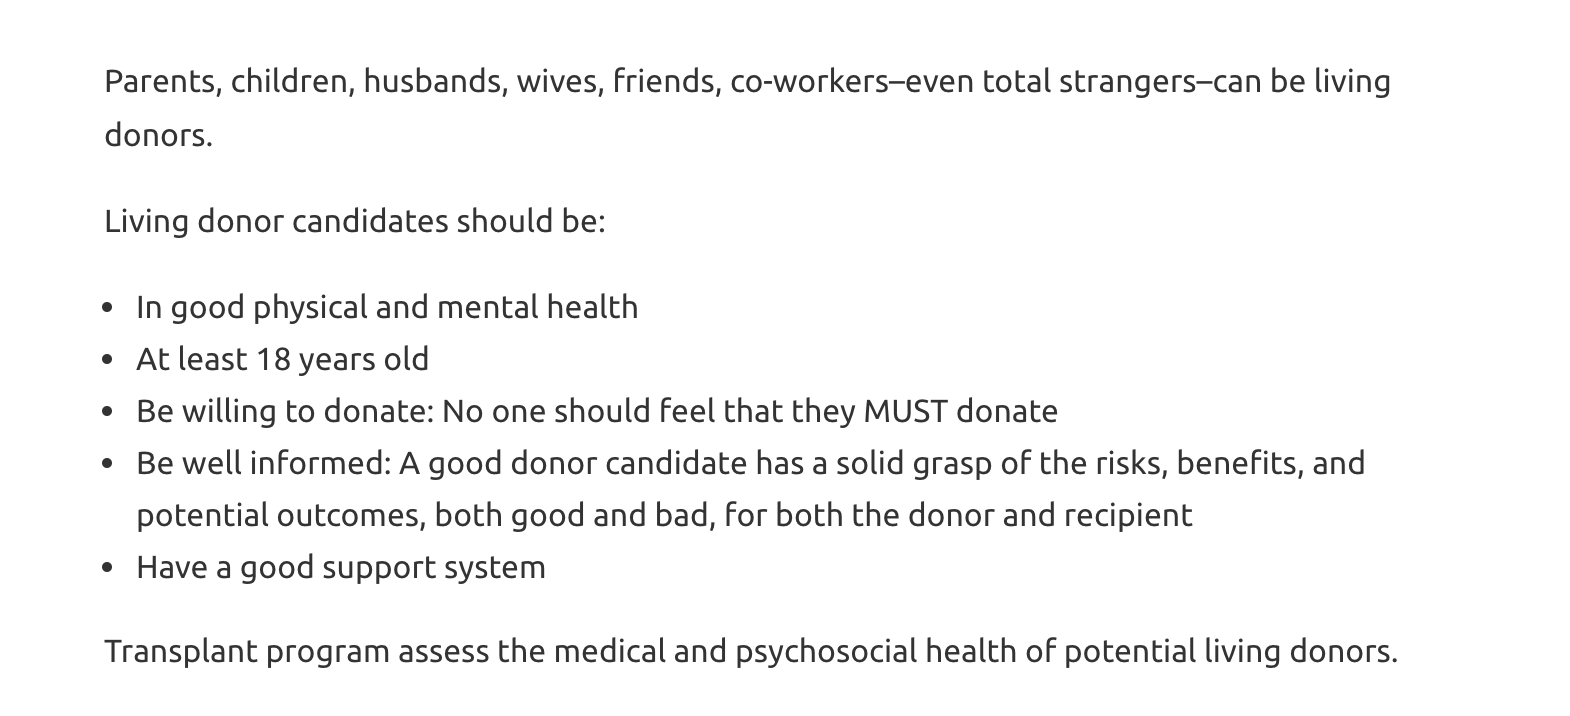 Parents, children, husbands, wives, friends, co-workers–even total strangers–can be living
donors.
Living donor candidates should be:
• In good physical and mental health
• At least 18 years old
• Be willing to donate: No one should feel that they MUST donate
• Be well informed: A good donor candidate has a solid grasp of the risks, benefits, and
potential outcomes, both good and bad, for both the donor and recipient
• Have a good support system
Transplant program assess the medical and psychosocial health of potential living donors.